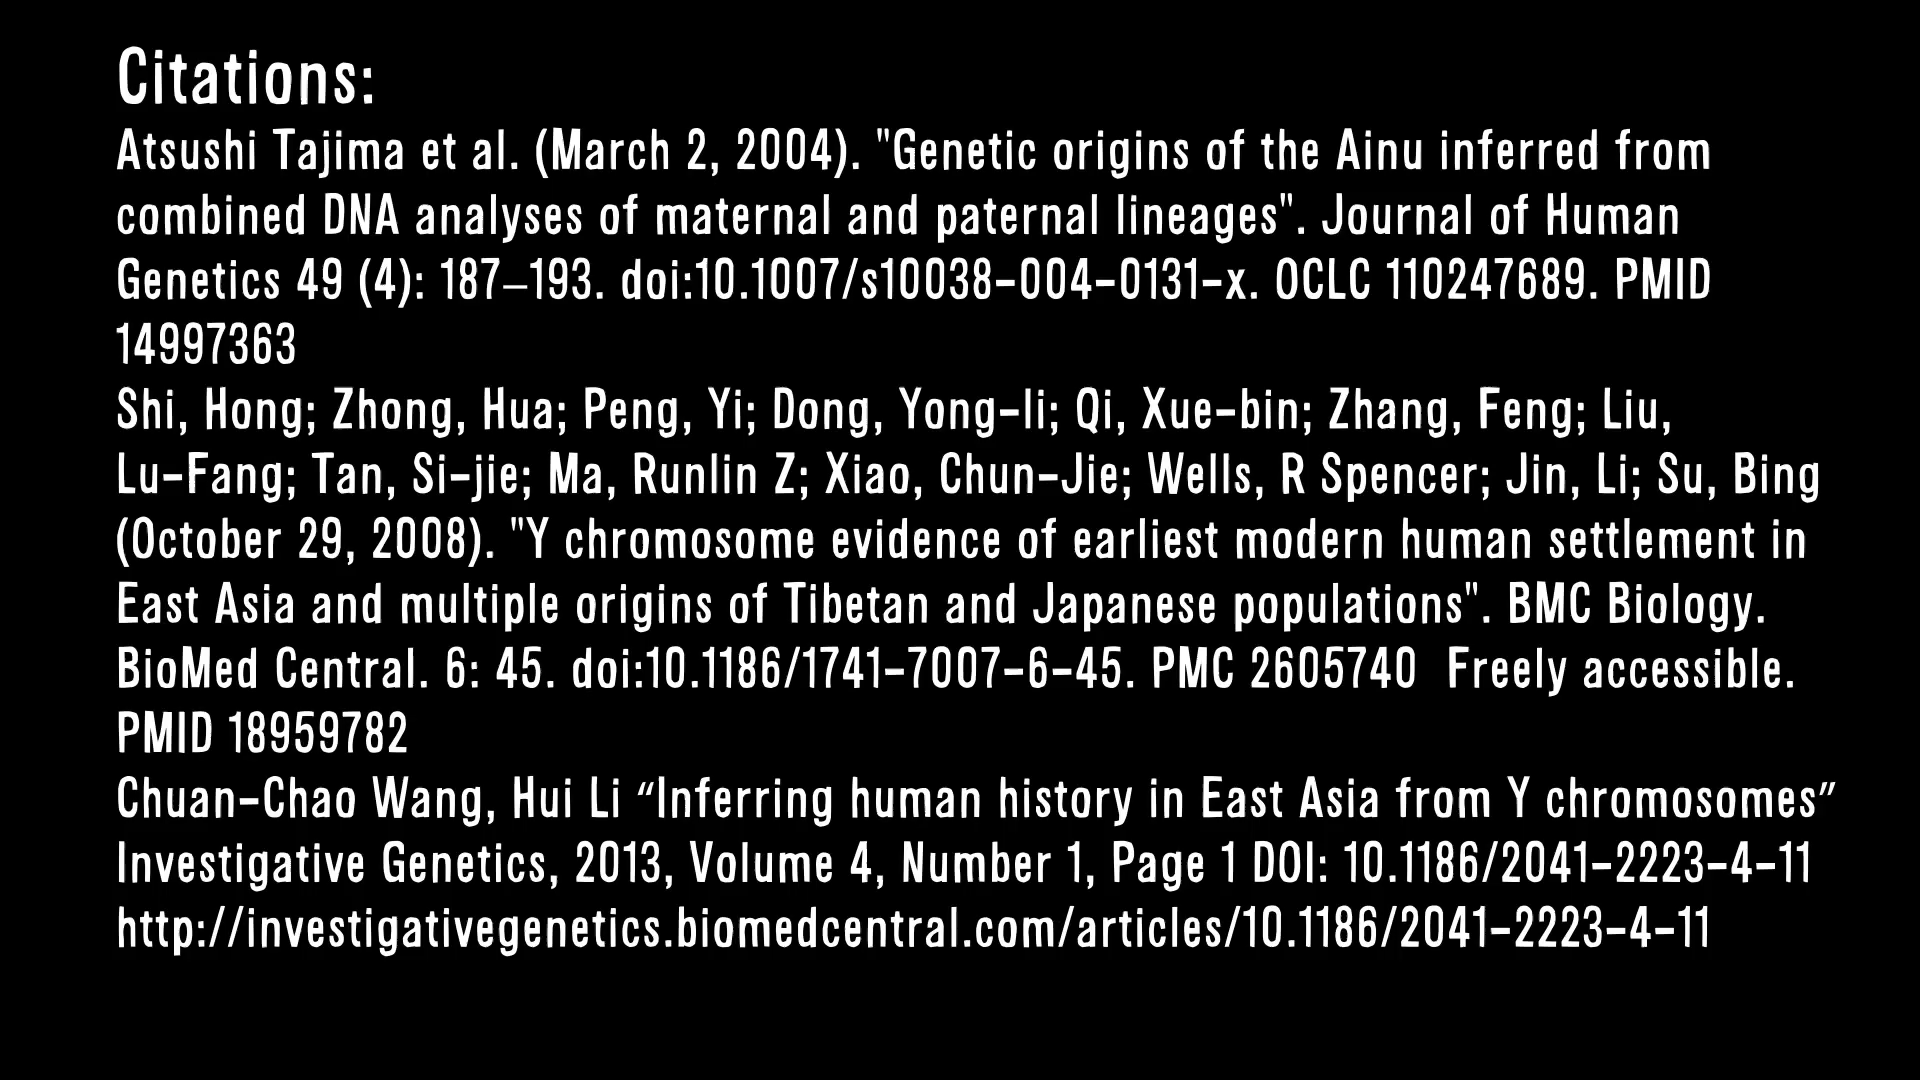 Citations:
Atsushi Tajima et al. (March 2, 2004). "Genetic origins of the Ainu inferred from
combined DNA analyses of maternal and paternal lineages". Journal of Human
Genetics 49 (4): 187–193. doi:10.1007/s10038-004-0131-x. OCLC 110247689. PMID
14997363
Shi, Hong; Zhong, Hua; Peng, Yi; Dong, Yong-li; Qi, Xue-bin; Zhang, Feng; Liu,
Lu-Fang; Tan, Si-jie; Ma, Runlin Z; Xiao, Chun-Jie; Wells, R Spencer; Jin, Li; Su, Bing
(October 29, 2008). "Y chromosome evidence of earliest modern human settlement in
East Asia and multiple origins of Tibetan and Japanese populations". BMC Biology.
BioMed Central. 6: 45. doi:10.1186/1741-7007-6-45. PMC 2605740  Freely accessible.
PMID 18959782
Chuan-Chao Wang, Hui Li “Inferring human history in East Asia from Y chromosomes”
Investigative Genetics, 2013, Volume 4, Number 1, Page 1 DOI: 10.1186/2041-2223-4-11
http://investigativegenetics.biomedcentral.com/articles/10.1186/2041-2223-4-11